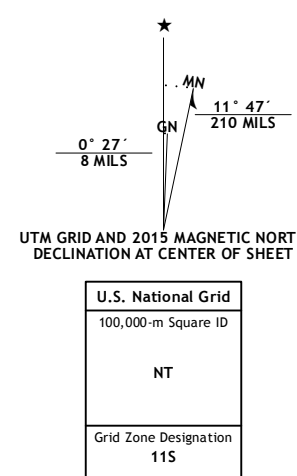 MN
11° 47´
210 MILS
GN
0° 27´
8 MILS
UTM GRID AND 2015 MAGNETIC NORT
DECLINATION AT CENTER OF SHEET
U.S. National Grid
100,000-m Square ID
NT
Grid Zone Designation
11S